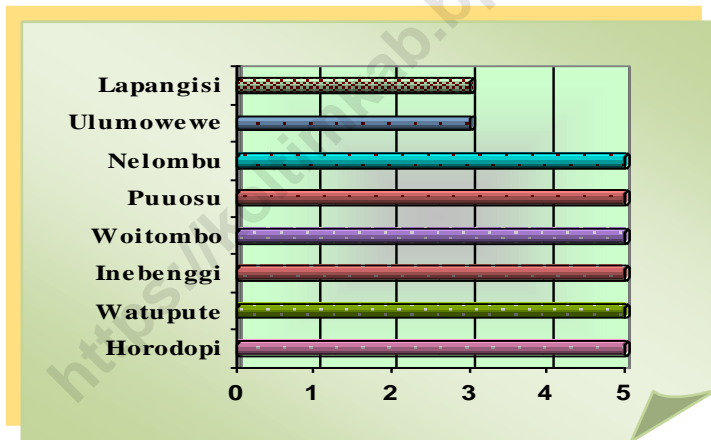 Lapangisi
Ulumowewe
Nelombu
Puuosu
Woitombo
Inebenggi
Watupute
Horodopi
0 1 2 3 4 5